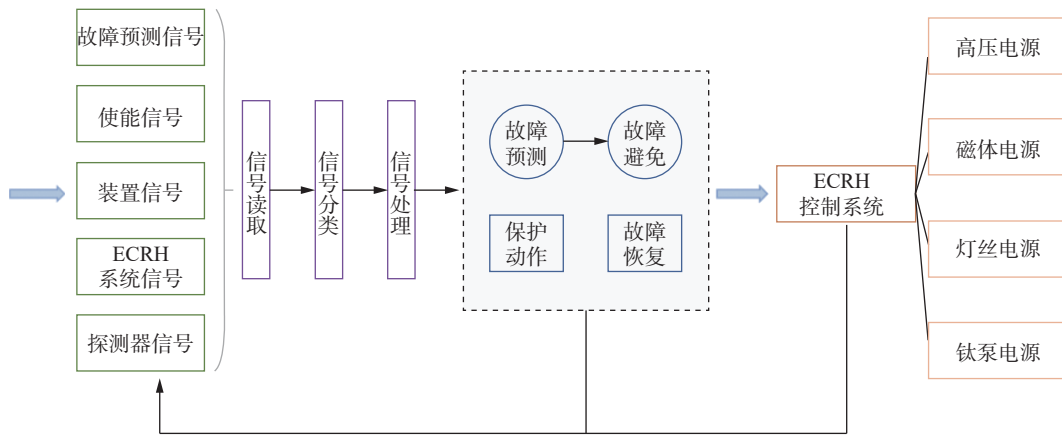 故障预测信号
使能信号
装置信号
ECRH
系统信号
探测器信号
信号读取
信号分类
信号处理
故障
预测
故障
避免
保护
动作
故障
恢复
ECRH
控制系统
高压电源
磁体电源
灯丝电源
钛泵电源